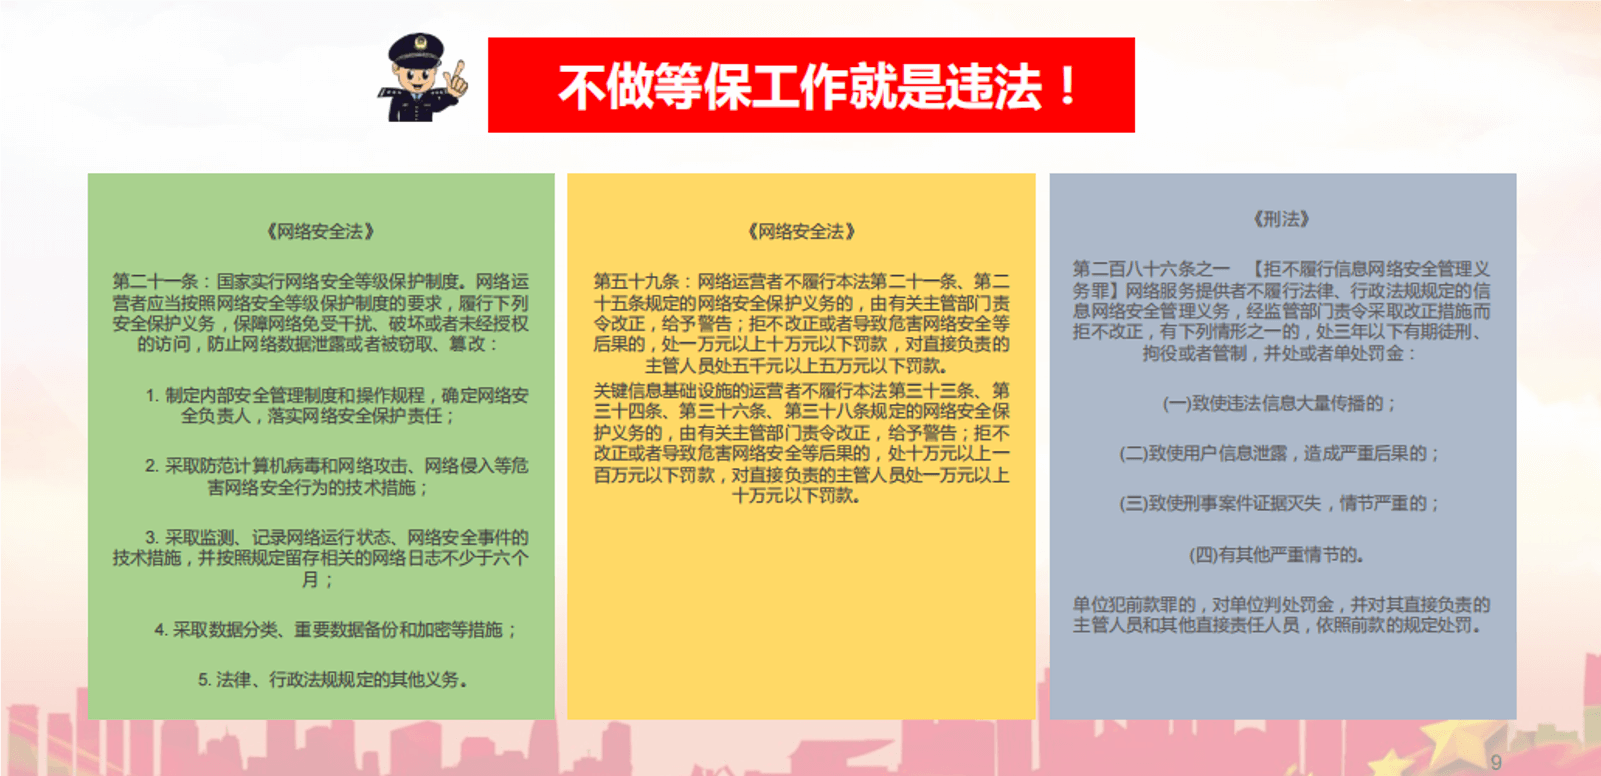 不做等保工作就是违法！
《网络安全法》
第二十一条：国家实行网络安全等级保护制度。网络运
营者应当按照网络安全等级保护制度的要求，履行下列
安全保护义务，保障网络免受干扰、破坏或者未经授权
的访问，防止网络数据泄露或者被窃取、篡改：
1. 制定内部安全管理制度和操作规程，确定网络安
全负责人，落实网络安全保护责任；
2. 采取防范计算机病毒和网络攻击、网络侵入等危
害网络安全行为的技术措施；
3. 采取监测、记录网络运行状态、网络安全事件的
技术措施，并按照规定留存相关的网络日志不少于六个
月；
4. 采取数据分类、重要数据备份和加密等措施；
5. 法律、行政法规规定的其他义务。
《网络安全法》
第五十九条：网络运营者不履行本法第二十一条、第二
十五条规定的网络安全保护义务的，由有关主管部门责
令改正，给予警告；拒不改正或者导致危害网络安全等
后果的，处一万元以上十万元以下罚款，对直接负责的
主管人员处五千元以上五万元以下罚款。
关键信息基础设施的运营者不履行本法第三十三条、第
三十四条、第三十六条、第三十八条规定的网络安全保
护义务的，由有关主管部门责令改正，给予警告；拒不
改正或者导致危害网络安全等后果的，处十万元以上一
百万元以下罚款，对直接负责的主管人员处一万元以上
十万元以下罚款。
《刑法》
第二百八十六条之一 【拒不履行信息网络安全管理义
务罪】网络服务提供者不履行法律、行政法规规定的信
息网络安全管理义务，经监管部门责令采取改正措施而
拒不改正，有下列情形之一的，处三年以下有期徒刑、
拘役或者管制，并处或者单处罚金：
(一)致使违法信息大量传播的；
(二)致使用户信息泄露，造成严重后果的；
(三)致使刑事案件证据灭失，情节严重的；
(四)有其他严重情节的。
单位犯前款罪的，对单位判处罚金，并对其直接负责的
主管人员和其他直接责任人员，依照前款的规定处罚。
9